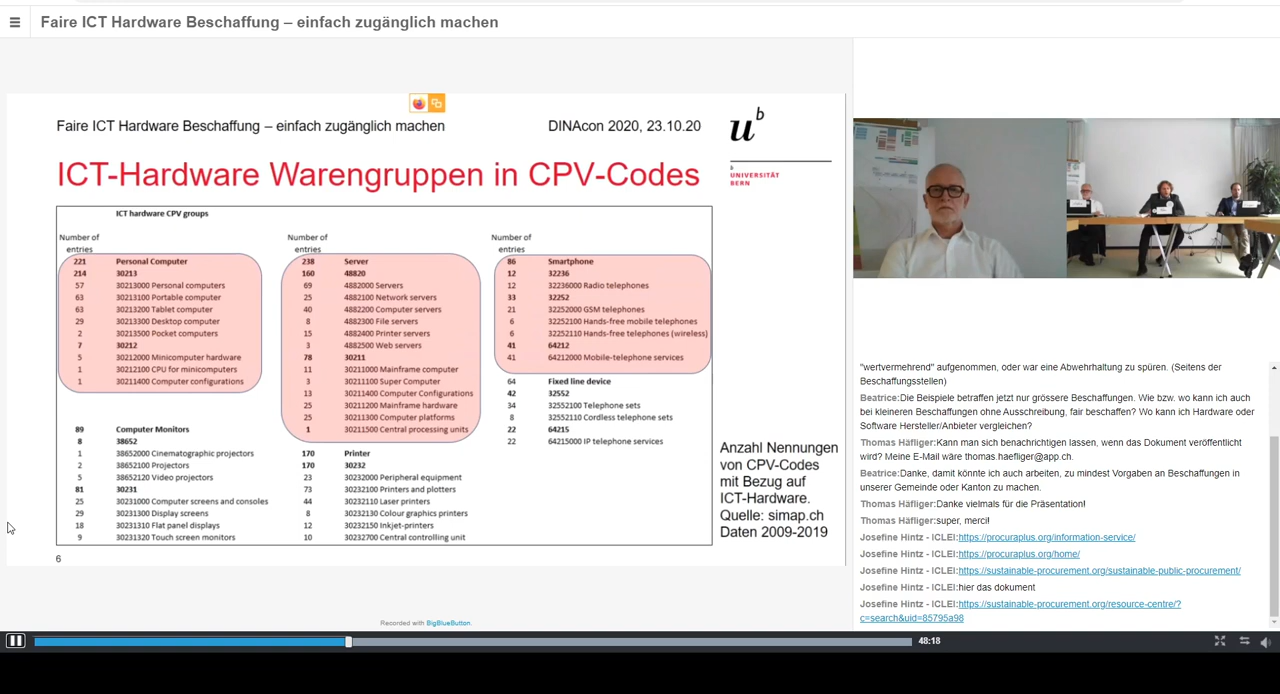 Faire ICT Hardware Beschaffung – einfach zugänglich machen
Faire ICT Hardware Beschaffung – einfach zugänglich machen
DINAcon 2020, 23.10.20
u b
b
UNIVERSITÄT
BERN
ICT-Hardware Warengruppen in CPV-Codes
ICT hardware CPV groups
Number of
entries
221 Personal Computer
214 30213
57 30213000 Personal computers
63 30213100 Portable computer
63 30213200 Tablet computer
29 30213300 Desktop computer
2 30213500 Pocket computers
7 30212
5 30212000 Minicomputer hardware
1 30212100 CPU for minicomputers
1 30211400 Computer configurations
89 Computer Monitors
8 38652
1 38652000 Cinematographic projectors
2 38652100 Projectors
5 38652120 Video projectors
81 30231
25 30231000 Computer screens and consoles
29 30231300 Display screens
18 30231310 Flat panel displays
9 30231320 Touch screen monitors
Number of
entries
238 Server
160 48820
69 4882000 Servers
25 4882100 Network servers
40 4882200 Computer servers
8 4882300 File servers
15 4882400 Printer servers
3 4882500 Web servers
78 30211
11 30211000 Mainframe computer
3 30211100 Super Computer
13 30211400 Computer Configurations
25 30211200 Mainframe hardware
25 30211300 Computer platforms
1 30211500 Central processing units
170 Printer
170 30232
23 30232000 Peripheral equipment
73 30232100 Printers and plotters
44 30232110 Laser printers
8 30232130 Colour graphics printers
12 30232150 Inkjet-printers
10 30232700 Central controlling unit
Number of
entries
86 Smartphone
12 32236
12 32236000 Radio telephones
33 32252
21 32252000 GSM telephones
6 32252100 Hands-free mobile telephones
6 32252110 Hands-free telephones (wireless)
41 64212
41 64212000 Mobile-telephone services
64 Fixed line device
42 32552
34 32552100 Telephone sets
8 32552110 Cordless telephone sets
22 64215
22 64215000 IP telephone services
Anzahl Nennungen
von CPV-Codes
mit Bezug auf
ICT-Hardware.
Quelle: simap.ch
Daten 2009-2019
6
Recorded with BigBlueButton.
"wertvermehrend" aufgenommen, oder war eine Abwehrhaltung zu spüren. (Seitens der
Beschaffungsstellen)
Beatrice:Die Beispiele betraffen jetzt nur grössere Beschaffungen. Wie bzw. wo kann ich auch
bei kleineren Beschaffungen ohne Ausschreibung, fair beschaffen? Wo kann ich Hardware oder
Software Hersteller/Anbieter vergleichen?
Thomas Häfliger:Kann man sich benachrichtigen lassen, wenn das Dokument veröffentlicht
wird? Meine E-Mail wäre thomas.haefliger@app.ch.
Beatrice:Danke, damit könnte ich auch arbeiten, zu mindest Vorgaben an Beschaffungen in
unserer Gemeinde oder Kanton zu machen.
Thomas Häfliger:Danke vielmals für die Präsentation!
Thomas Häfliger:super, merci!
Josefine Hintz - ICLEI:https://procuraplus.org/information-service/
Josefine Hintz - ICLEI:https://procuraplus.org/home/
Josefine Hintz - ICLEI:https://sustainable-procurement.org/sustainable-public-procurement/
Josefine Hintz - ICLEI:hier das dokument
Josefine Hintz - ICLEI:https://sustainable-procurement.org/resource-centre/?
c=search&uid=85795a98
48:18